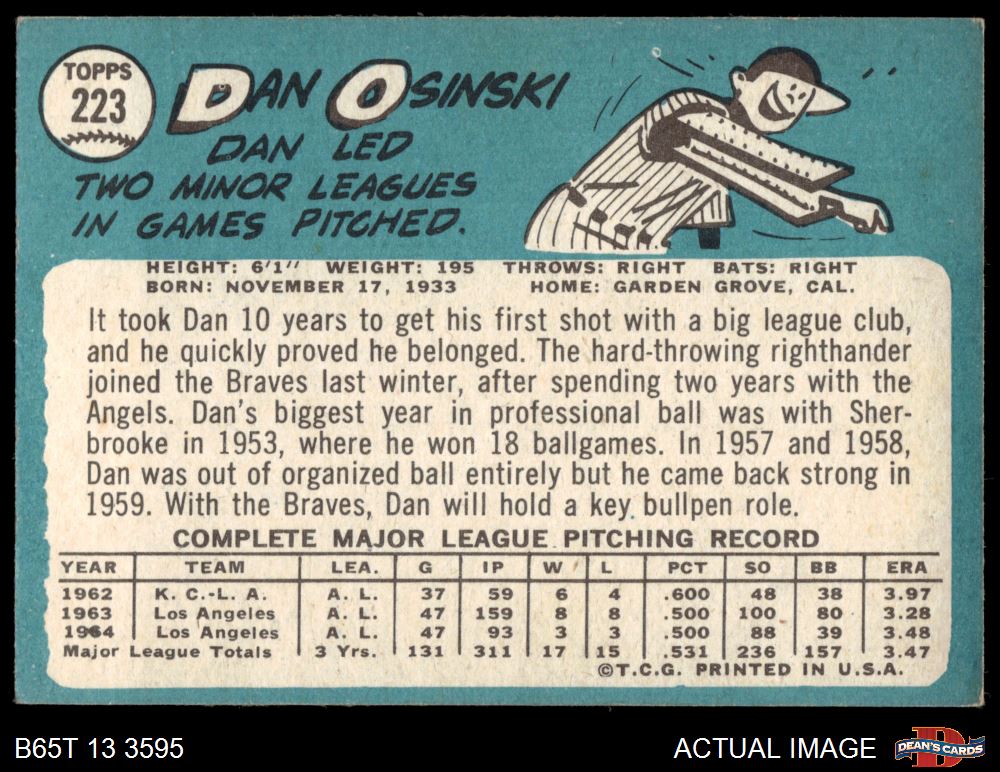 TOPPS
223
DAN OSINSKI
DAN LED
TWO MINOR LEAGUES
IN GAMES PITCHED.
HEIGHT: 6'1" WEIGHT: 195 THROWS: RIGHT BATS: RIGHT
BORN: NOVEMBER 17, 1933 HOME: GARDEN GROVE, CAL.
It took Dan 10 years to get his first shot with a big league club,
and he quickly proved he belonged. The hard-throwing righthander
joined the Braves last winter, after spending two years with the
Angels. Dan's biggest year in professional ball was with Sher-
brooke in 1953, where he won 18 ballgames. In 1957 and 1958,
Dan was out of organized ball entirely but he came back strong in
1959. With the Braves, Dan will hold a key bullpen role.
COMPLETE MAJOR LEAGUE PITCHING RECORD
YEAR TEAM LEA. G IP W L PCT SO BB ERA
1962 K. C.-L. A. A. L. 37 59 6 4 .600 48 38 3.97
1963 Los Angeles A. L. 47 159 8 8 .500 100 80 3.28
1964 Los Angeles A. L. 47 93 3 3 .500 88 39 3.48
Major League Totals 3 Yrs. 131 311 17 15 .531 236 157 3.47
©T.C.G. PRINTED IN U.S.A.
B65T 13 3595 ACTUAL IMAGE DEAN'S CARDS